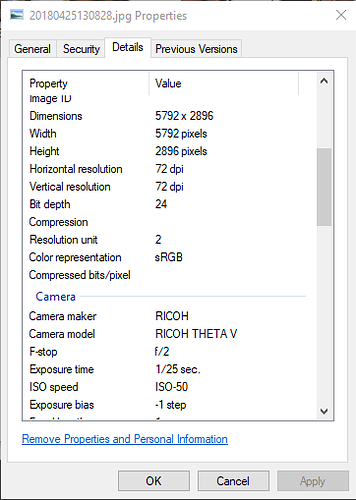 20180425130828.jpg Properties
General Security Details Previous Versions
Property Value
Image ID
Dimensions 5792 x 2896
Width 5792 pixels
Height 2896 pixels
Horizontal resolution 72 dpi
Vertical resolution 72 dpi
Bit depth 24
Compression
Resolution unit 2
Color representation sRGB
Compressed bits/pixel
Camera
Camera maker RICOH
Camera model RICOH THETA V
F-stop f/2
Exposure time 1/25 sec.
ISO speed ISO-50
Exposure bias -1 step
Remove Properties and Personal Information
OK Cancel Apply